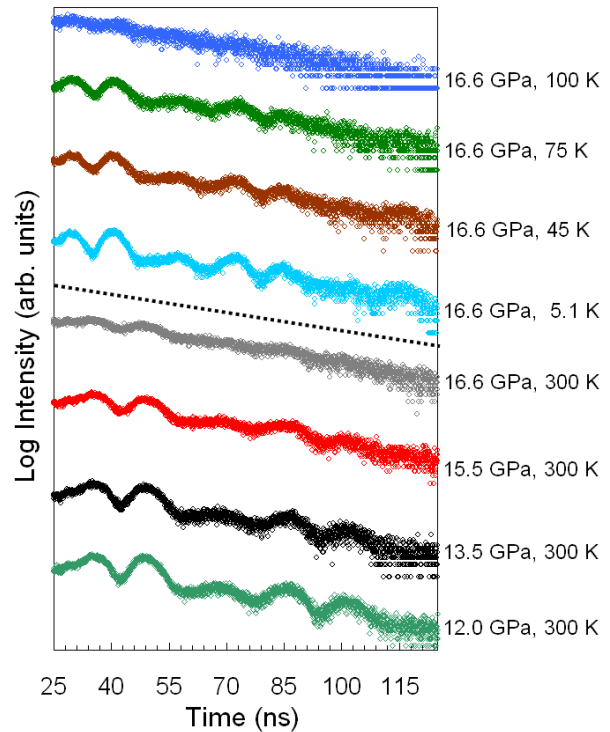 Log Intensity (arb. units)
16.6 GPa, 100 K
16.6 GPa, 75 K
16.6 GPa, 45 K
16.6 GPa, 5.1 K
16.6 GPa, 300 K
15.5 GPa, 300 K
13.5 GPa, 300 K
12.0 GPa, 300 K
25 40 55 70 85 100 115
Time (ns)